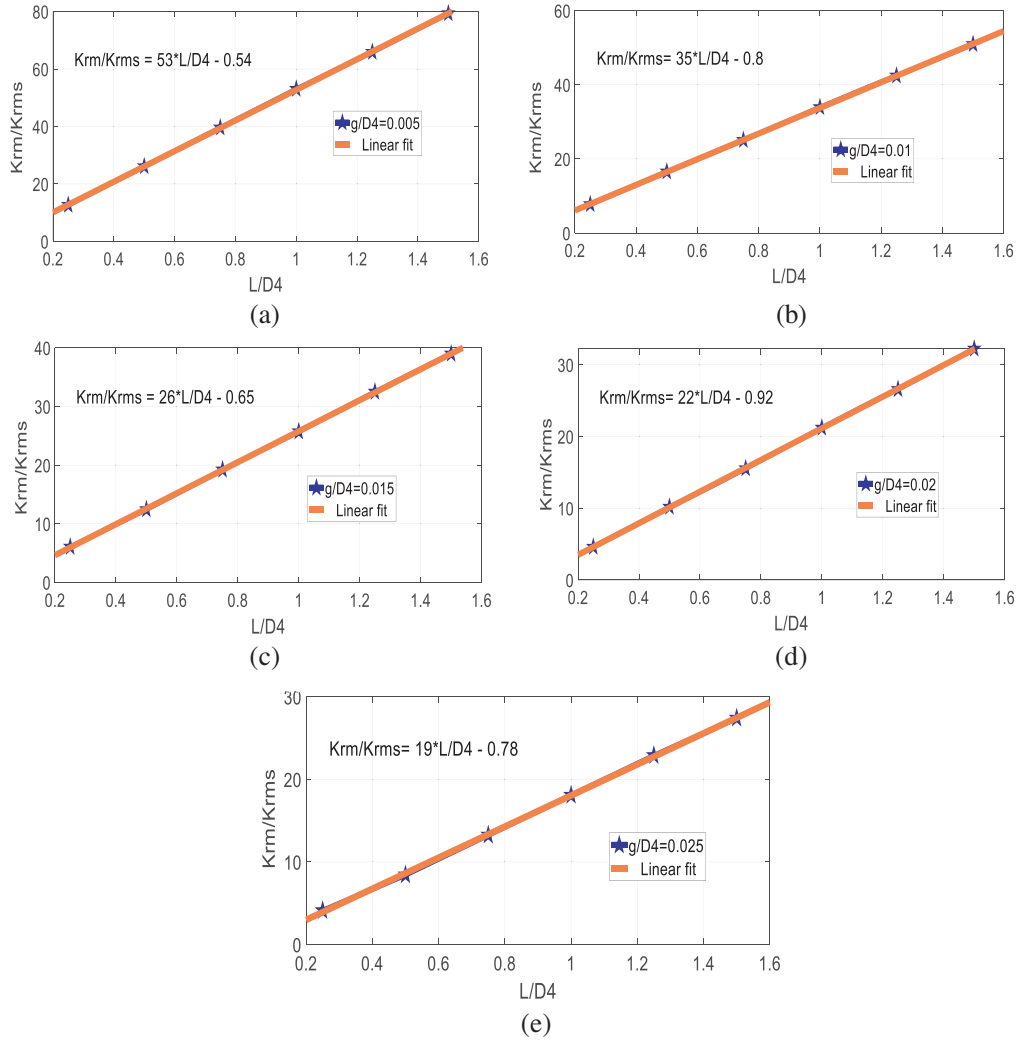 80
60
40
20
0
Krm/Krms
Krm/Krms = 53*L/D4 - 0.54
g/D4=0.005
Linear fit
0.2 0.4 0.6 0.8 1 1.2 1.4 1.6
L/D4
(a)
60
40
20
0
Krm/Krms
Krm/Krms= 35*L/D4 - 0.8
g/D4=0.01
Linear fit
0.2 0.4 0.6 0.8 1 1.2 1.4 1.6
L/D4
(b)
40
30
20
10
0
Krm/Krms
Krm/Krms = 26*L/D4 - 0.65
g/D4=0.015
Linear fit
0.2 0.4 0.6 0.8 1 1.2 1.4 1.6
L/D4
(c)
30
20
10
0
Krm/Krms
Krm/Krms= 22*L/D4 - 0.92
g/D4=0.02
Linear fit
0.2 0.4 0.6 0.8 1 1.2 1.4 1.6
L/D4
(d)
30
20
10
0
Krm/Krms
Krm/Krms= 19*L/D4 - 0.78
g/D4=0.025
Linear fit
0.2 0.4 0.6 0.8 1 1.2 1.4 1.6
L/D4
(e)